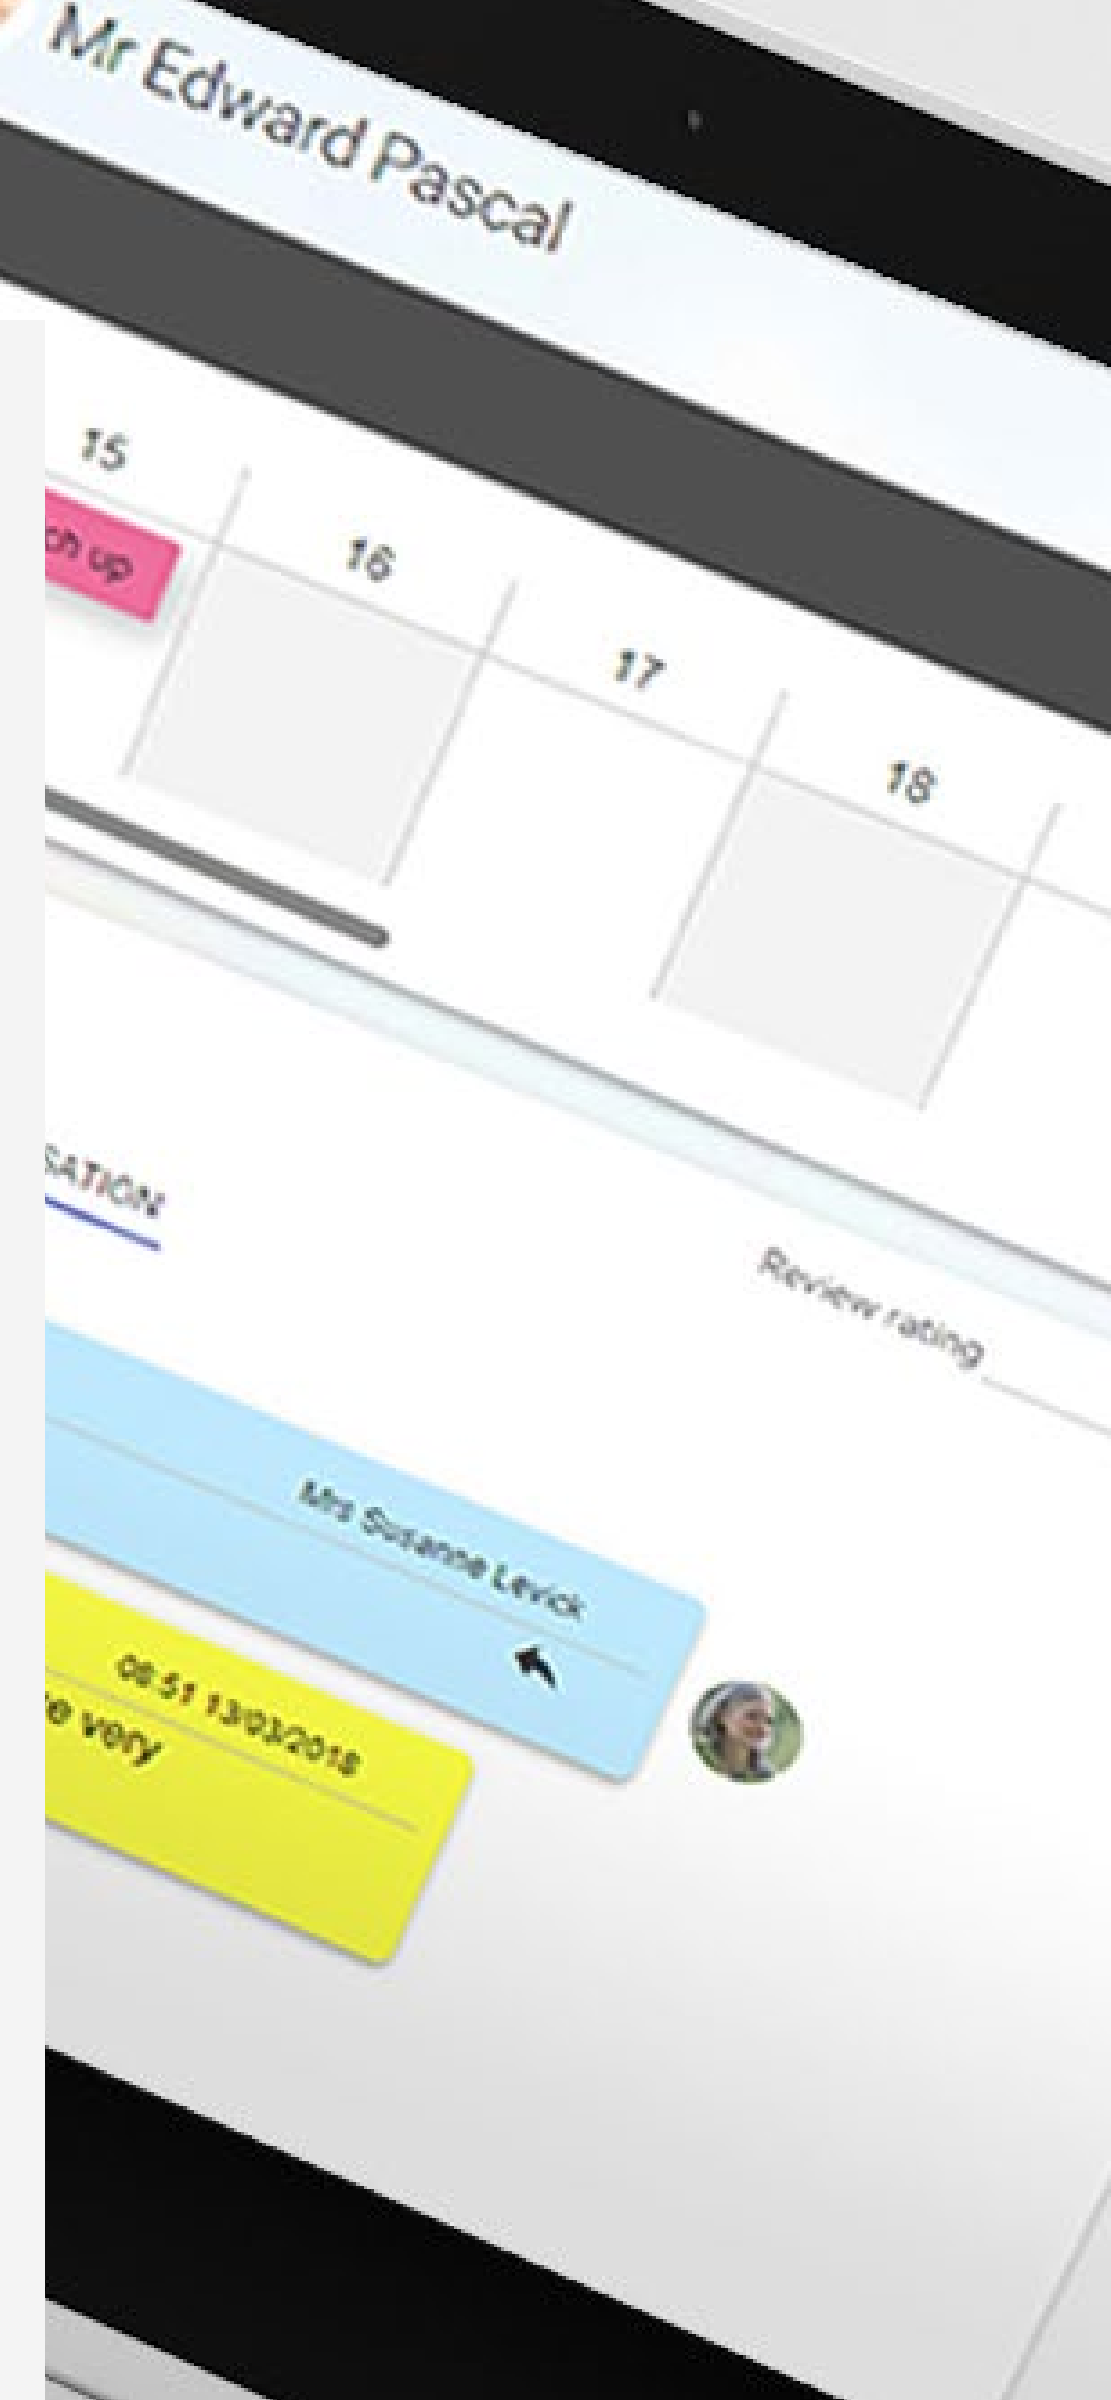 Mr Edward Pascal
15
16
17
18
ch up
SATION
Review rating
Mrs Susanne Levick
08:51 13/03/2018
e very